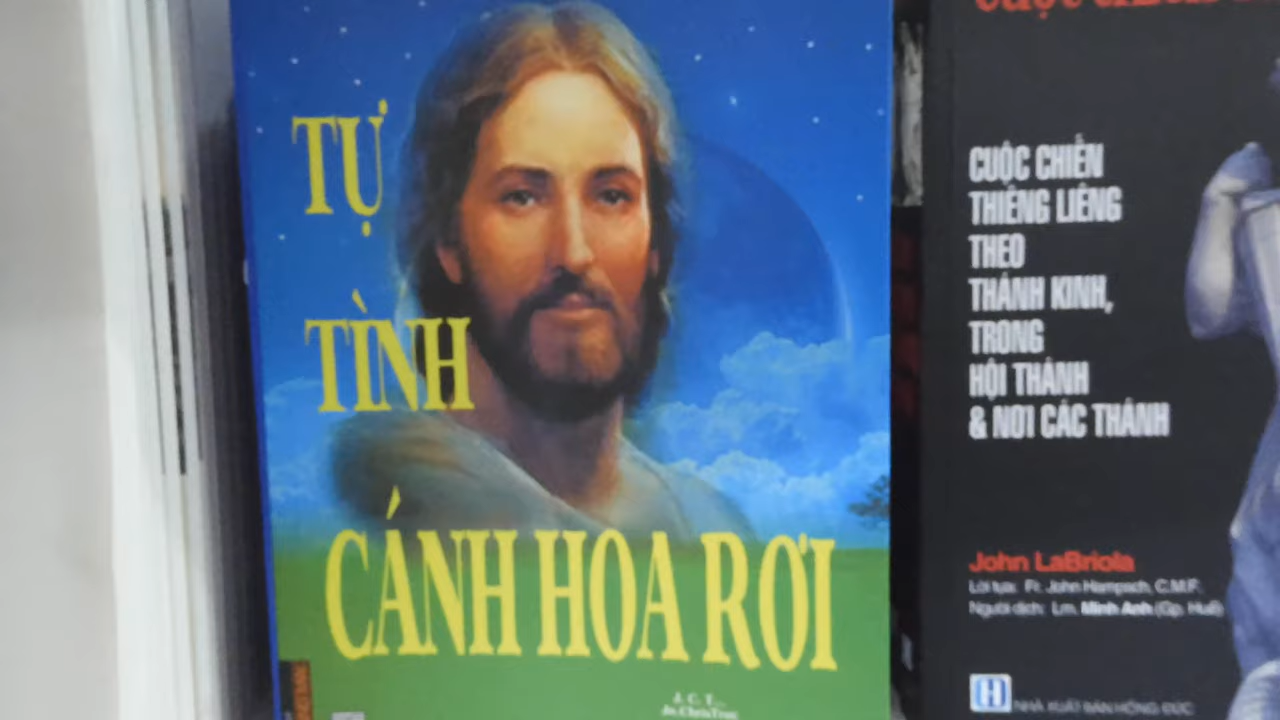 TỰ
TÌNH
CÁNH HOA RƠI
J. C. T...
CUỘC CHIẾN
THIÊNG LIÊNG
THEO
THÁNH KINH,
TRONG
HỘI THÁNH
& NƠI CÁC THÁNH
John LaBriola
Lời tựa: Fr. John Hampsch, C.M.F.
Người dịch: Lm. Minh Anh (Gp. Huế)
H
NHÀ XUẤT BẢN HỒNG ĐỨC